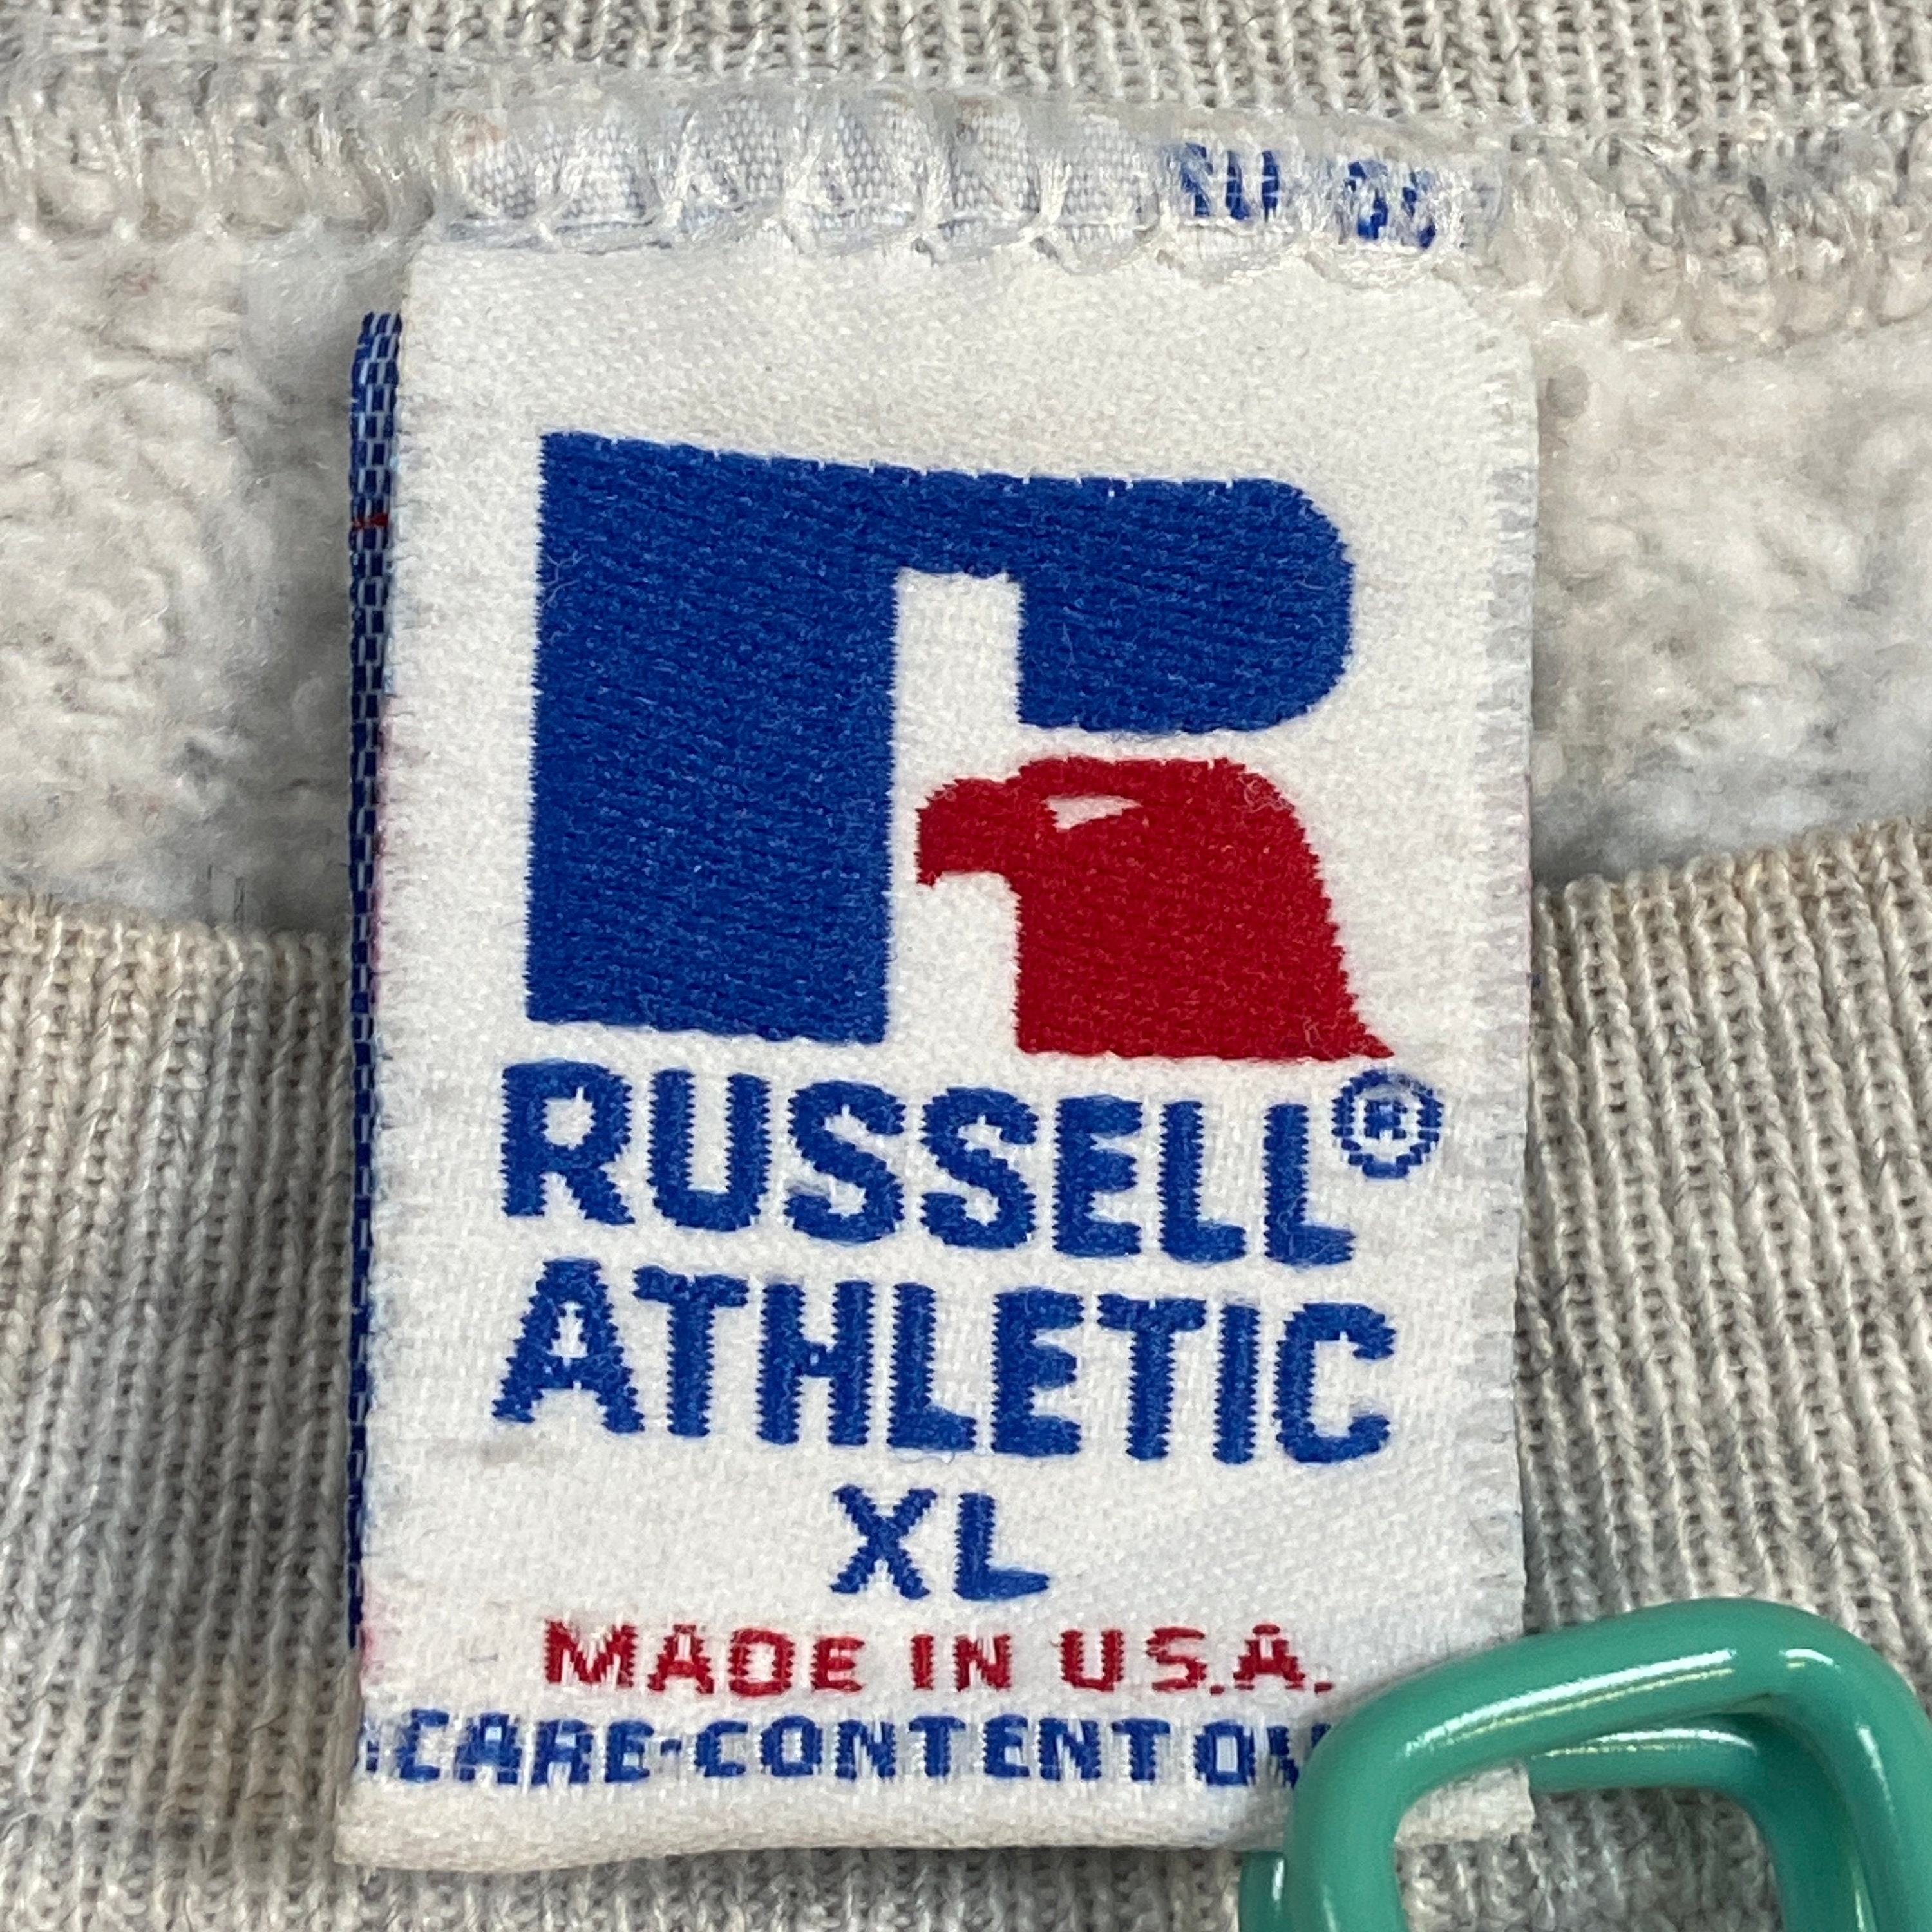 RUSSELL®
ATHLETIC
XL
MADE IN U.S.A.
CARE-CONTENT